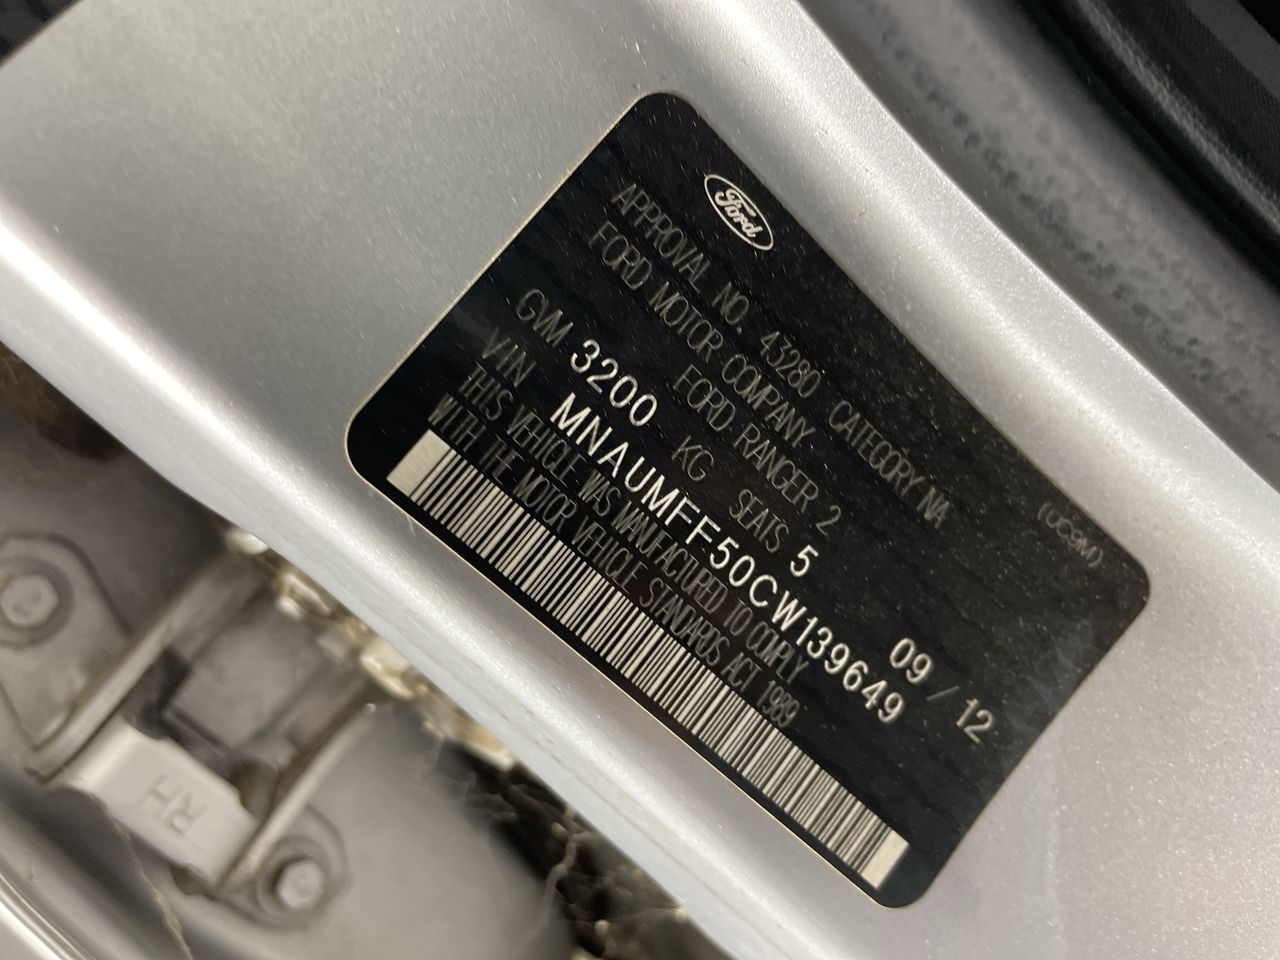 Ford
APPROVAL NO. 43280 CATEGORY NA (UC9M)
FORD MOTOR COMPANY
FORD RANGER 2
GVM 3200 KG SEATS 5 09/12
VIN MNAUMFF50CW139649
THIS VEHICLE WAS MANUFACTURED TO COMPLY
WITH THE MOTOR VEHICLE STANDARDS ACT 1989
RH